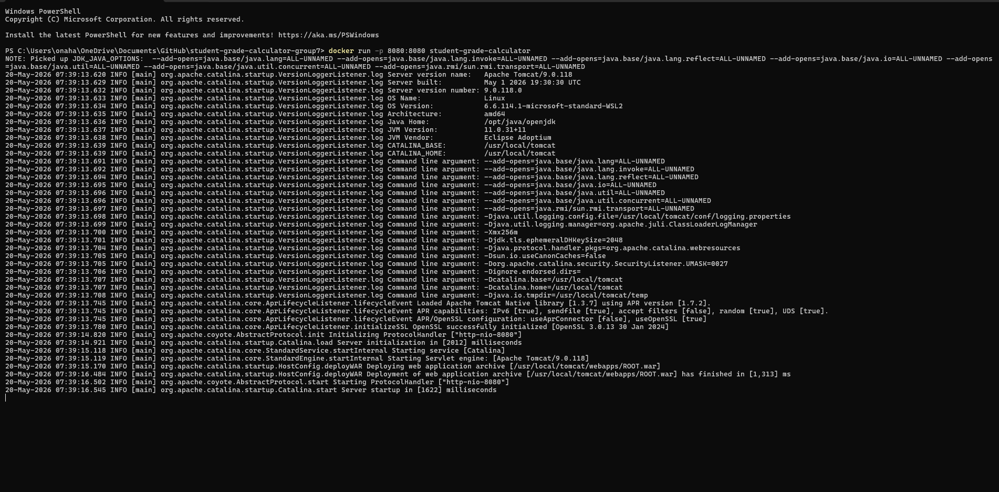 Windows PowerShell
Copyright (C) Microsoft Corporation. All rights reserved.
Install the latest PowerShell for new features and improvements! https://aka.ms/PSWindows
PS C:\Users\onaha\OneDrive\Documents\GitHub\student-grade-calculator-group7> docker run -p 8080:8080 student-grade-calculator
NOTE: Picked up JDK_JAVA_OPTIONS:  --add-opens=java.base/java.lang=ALL-UNNAMED --add-opens=java.base/java.lang.invoke=ALL-UNNAMED --add-opens=java.base/java.lang.reflect=ALL-UNNAMED --add-opens=java.base/java.io=ALL-UNNAMED --add-opens
=java.base/java.util=ALL-UNNAMED --add-opens=java.base/java.util.concurrent=ALL-UNNAMED --add-opens=java.rmi/sun.rmi.transport=ALL-UNNAMED
20-May-2026 07:39:13.620 INFO [main] org.apache.catalina.startup.VersionLoggerListener.log Server version name:   Apache Tomcat/9.0.118
20-May-2026 07:39:13.629 INFO [main] org.apache.catalina.startup.VersionLoggerListener.log Server built:          May 1 2026 19:30:30 UTC
20-May-2026 07:39:13.632 INFO [main] org.apache.catalina.startup.VersionLoggerListener.log Server version number: 9.0.118.0
20-May-2026 07:39:13.633 INFO [main] org.apache.catalina.startup.VersionLoggerListener.log OS Name:               Linux
20-May-2026 07:39:13.634 INFO [main] org.apache.catalina.startup.VersionLoggerListener.log OS Version:            6.6.114.1-microsoft-standard-WSL2
20-May-2026 07:39:13.635 INFO [main] org.apache.catalina.startup.VersionLoggerListener.log Architecture:          amd64
20-May-2026 07:39:13.636 INFO [main] org.apache.catalina.startup.VersionLoggerListener.log Java Home:             /opt/java/openjdk
20-May-2026 07:39:13.637 INFO [main] org.apache.catalina.startup.VersionLoggerListener.log JVM Version:           11.0.31+11
20-May-2026 07:39:13.638 INFO [main] org.apache.catalina.startup.VersionLoggerListener.log JVM Vendor:            Eclipse Adoptium
20-May-2026 07:39:13.639 INFO [main] org.apache.catalina.startup.VersionLoggerListener.log CATALINA_BASE:         /usr/local/tomcat
20-May-2026 07:39:13.639 INFO [main] org.apache.catalina.startup.VersionLoggerListener.log CATALINA_HOME:         /usr/local/tomcat
20-May-2026 07:39:13.691 INFO [main] org.apache.catalina.startup.VersionLoggerListener.log Command line argument: --add-opens=java.base/java.lang=ALL-UNNAMED
20-May-2026 07:39:13.692 INFO [main] org.apache.catalina.startup.VersionLoggerListener.log Command line argument: --add-opens=java.base/java.lang.invoke=ALL-UNNAMED
20-May-2026 07:39:13.694 INFO [main] org.apache.catalina.startup.VersionLoggerListener.log Command line argument: --add-opens=java.base/java.lang.reflect=ALL-UNNAMED
20-May-2026 07:39:13.695 INFO [main] org.apache.catalina.startup.VersionLoggerListener.log Command line argument: --add-opens=java.base/java.io=ALL-UNNAMED
20-May-2026 07:39:13.696 INFO [main] org.apache.catalina.startup.VersionLoggerListener.log Command line argument: --add-opens=java.base/java.util=ALL-UNNAMED
20-May-2026 07:39:13.696 INFO [main] org.apache.catalina.startup.VersionLoggerListener.log Command line argument: --add-opens=java.base/java.util.concurrent=ALL-UNNAMED
20-May-2026 07:39:13.697 INFO [main] org.apache.catalina.startup.VersionLoggerListener.log Command line argument: --add-opens=java.rmi/sun.rmi.transport=ALL-UNNAMED
20-May-2026 07:39:13.698 INFO [main] org.apache.catalina.startup.VersionLoggerListener.log Command line argument: -Djava.util.logging.config.file=/usr/local/tomcat/conf/logging.properties
20-May-2026 07:39:13.699 INFO [main] org.apache.catalina.startup.VersionLoggerListener.log Command line argument: -Djava.util.logging.manager=org.apache.juli.ClassLoaderLogManager
20-May-2026 07:39:13.700 INFO [main] org.apache.catalina.startup.VersionLoggerListener.log Command line argument: -Xmx256m
20-May-2026 07:39:13.701 INFO [main] org.apache.catalina.startup.VersionLoggerListener.log Command line argument: -Djdk.tls.ephemeralDHKeySize=2048
20-May-2026 07:39:13.704 INFO [main] org.apache.catalina.startup.VersionLoggerListener.log Command line argument: -Djava.protocol.handler.pkgs=org.apache.catalina.webresources
20-May-2026 07:39:13.705 INFO [main] org.apache.catalina.startup.VersionLoggerListener.log Command line argument: -Dsun.io.useCanonCaches=false
20-May-2026 07:39:13.705 INFO [main] org.apache.catalina.startup.VersionLoggerListener.log Command line argument: -Dorg.apache.catalina.security.SecurityListener.UMASK=0027
20-May-2026 07:39:13.706 INFO [main] org.apache.catalina.startup.VersionLoggerListener.log Command line argument: -Dignore.endorsed.dirs=
20-May-2026 07:39:13.707 INFO [main] org.apache.catalina.startup.VersionLoggerListener.log Command line argument: -Dcatalina.base=/usr/local/tomcat
20-May-2026 07:39:13.707 INFO [main] org.apache.catalina.startup.VersionLoggerListener.log Command line argument: -Dcatalina.home=/usr/local/tomcat
20-May-2026 07:39:13.708 INFO [main] org.apache.catalina.startup.VersionLoggerListener.log Command line argument: -Djava.io.tmpdir=/usr/local/tomcat/temp
20-May-2026 07:39:13.745 INFO [main] org.apache.catalina.core.AprLifecycleListener.lifecycleEvent Loaded Apache Tomcat Native library [1.3.7] using APR version [1.7.2].
20-May-2026 07:39:13.745 INFO [main] org.apache.catalina.core.AprLifecycleListener.lifecycleEvent APR capabilities: IPv6 [true], sendfile [true], accept filters [false], random [true], UDS [true].
20-May-2026 07:39:13.745 INFO [main] org.apache.catalina.core.AprLifecycleListener.lifecycleEvent APR/OpenSSL configuration: useAprConnector [false], useOpenSSL [true]
20-May-2026 07:39:13.780 INFO [main] org.apache.catalina.core.AprLifecycleListener.initializeSSL OpenSSL successfully initialized [OpenSSL 3.0.13 30 Jan 2024]
20-May-2026 07:39:14.820 INFO [main] org.apache.coyote.AbstractProtocol.init Initializing ProtocolHandler ["http-nio-8080"]
20-May-2026 07:39:14.921 INFO [main] org.apache.catalina.startup.Catalina.load Server initialization in [2012] milliseconds
20-May-2026 07:39:15.118 INFO [main] org.apache.catalina.core.StandardService.startInternal Starting service [Catalina]
20-May-2026 07:39:15.119 INFO [main] org.apache.catalina.core.StandardEngine.startInternal Starting Servlet engine: [Apache Tomcat/9.0.118]
20-May-2026 07:39:15.170 INFO [main] org.apache.catalina.startup.HostConfig.deployWAR Deploying web application archive [/usr/local/tomcat/webapps/ROOT.war]
20-May-2026 07:39:16.484 INFO [main] org.apache.catalina.startup.HostConfig.deployWAR Deployment of web application archive [/usr/local/tomcat/webapps/ROOT.war] has finished in [1,313] ms
20-May-2026 07:39:16.502 INFO [main] org.apache.coyote.AbstractProtocol.start Starting ProtocolHandler ["http-nio-8080"]
20-May-2026 07:39:16.545 INFO [main] org.apache.catalina.startup.Catalina.start Server startup in [1622] milliseconds